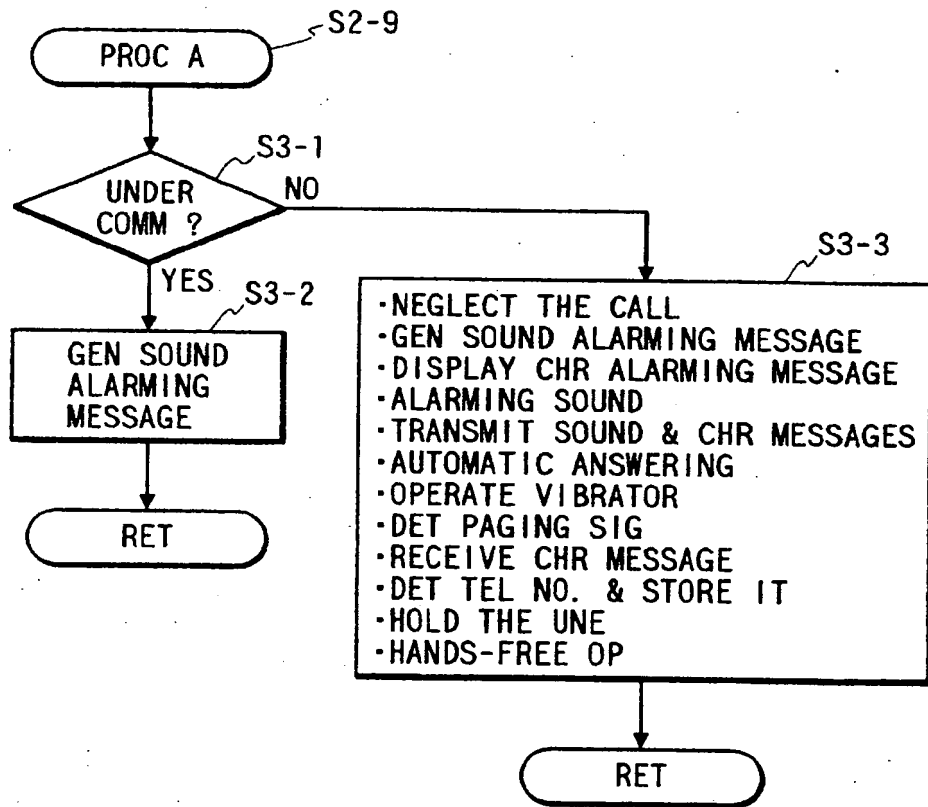 S2-9
PROC A
S3-1
UNDER
COMM ?
NO
YES
S3-2
GEN SOUND
ALARMING
MESSAGE
RET
S3-3
·NEGLECT THE CALL
·GEN SOUND ALARMING MESSAGE
·DISPLAY CHR ALARMING MESSAGE
·ALARMING SOUND
·TRANSMIT SOUND & CHR MESSAGES
·AUTOMATIC ANSWERING
·OPERATE VIBRATOR
·DET PAGING SIG
·RECEIVE CHR MESSAGE
·DET TEL NO. & STORE IT
·HOLD THE UNE
·HANDS-FREE OP
RET